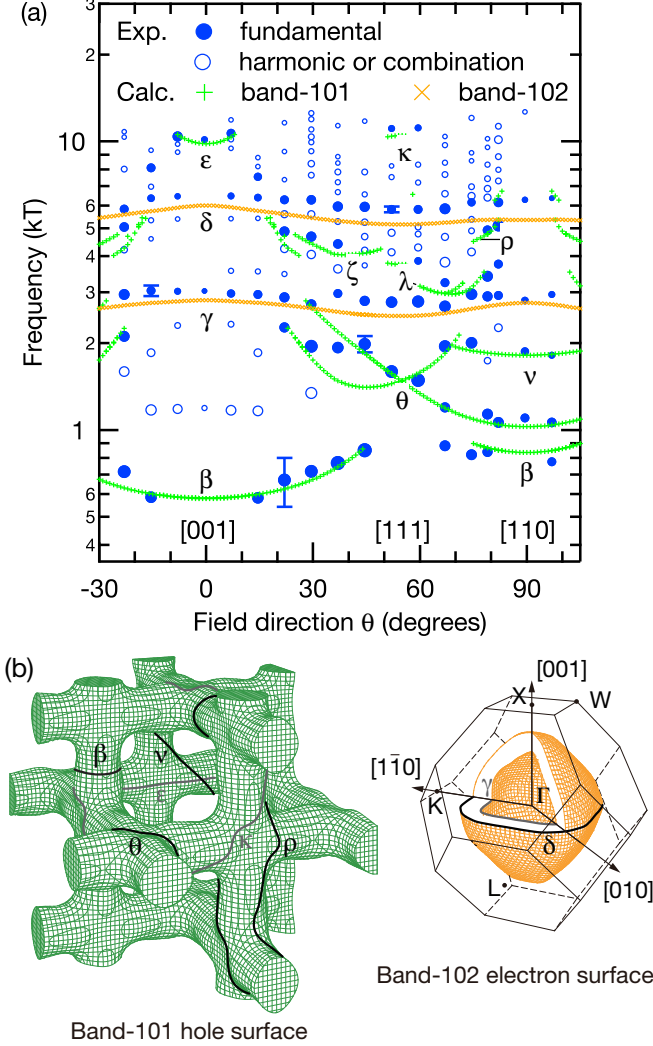 (a)
Exp. fundamental
harmonic or combination
Calc. band-101 band-102
3
2
10
6
5
4
3
2
1
6
5
4
Frequency (kT)
ε
κ
δ
ρ
ζ
λ
γ
ν
θ
β
β
[001] [111] [110]
-30 0 30 60 90
Field direction θ (degrees)
(b)
β
ν
ε
θ
κ
ρ
Band-101 hole surface
[001]
X
W
[11̄0]
K
γ
Γ
δ
L
[010]
Band-102 electron surface